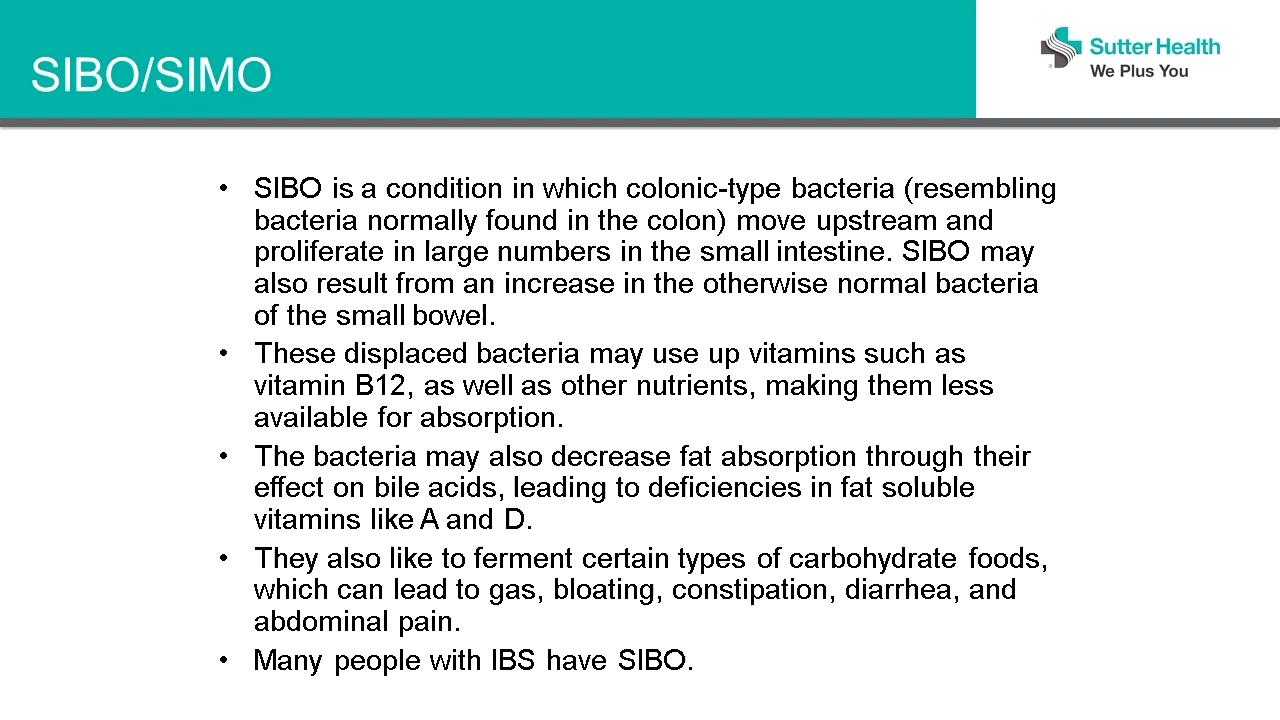 SIBO/SIMO
Sutter Health
We Plus You
• SIBO is a condition in which colonic-type bacteria (resembling
bacteria normally found in the colon) move upstream and
proliferate in large numbers in the small intestine. SIBO may
also result from an increase in the otherwise normal bacteria
of the small bowel.
• These displaced bacteria may use up vitamins such as
vitamin B12, as well as other nutrients, making them less
available for absorption.
• The bacteria may also decrease fat absorption through their
effect on bile acids, leading to deficiencies in fat soluble
vitamins like A and D.
• They also like to ferment certain types of carbohydrate foods,
which can lead to gas, bloating, constipation, diarrhea, and
abdominal pain.
• Many people with IBS have SIBO.